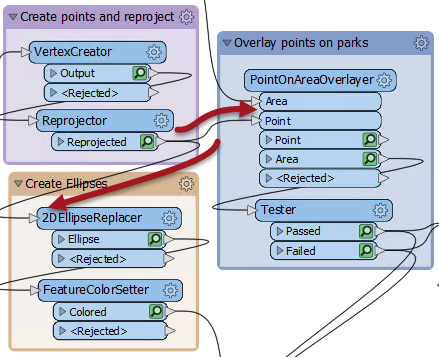 Create points and reproject
VertexCreator
Output
<Rejected>
Reprojector
Reprojected
Overlay points on parks
PointOnAreaOverlayer
Area
Point
Point
Area
<Rejected>
Tester
Passed
Failed
Create Ellipses
2DEllipseReplacer
Ellipse
<Rejected>
FeatureColorSetter
Colored
<Rejected>